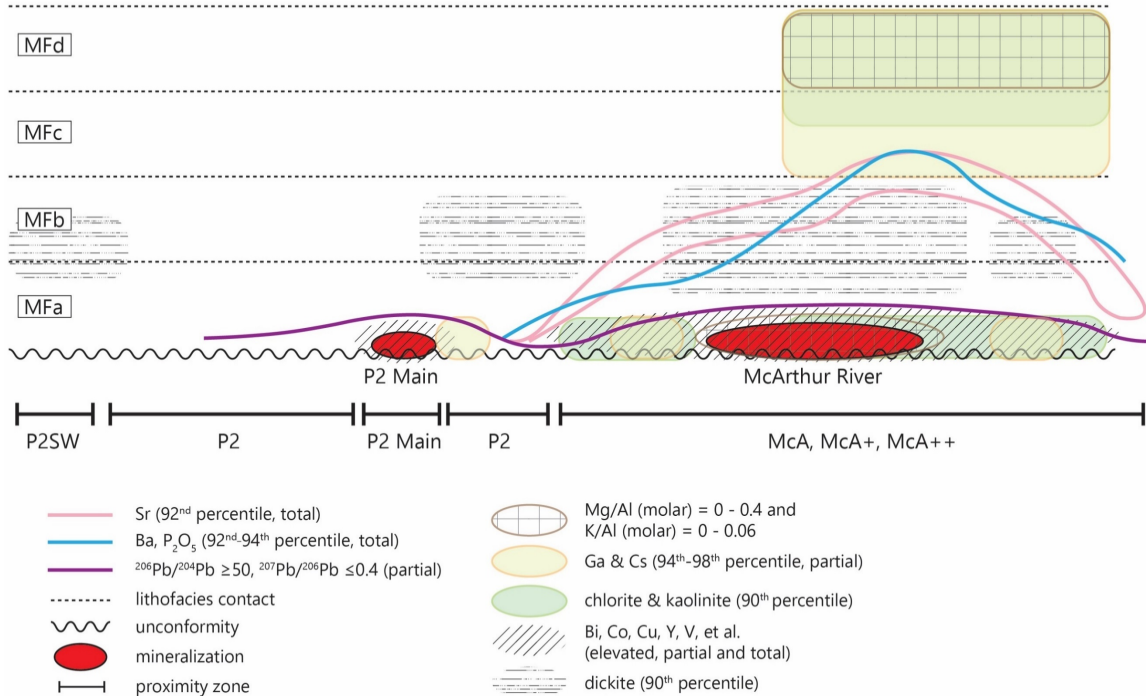 MFd
MFc
MFb
MFa
P2 Main
McArthur River
P2SW
P2
P2 Main
P2
McA, McA+, McA++
Sr (92nd percentile, total)
Ba, P2O5 (92nd-94th percentile, total)
206Pb/204Pb ≥50, 207Pb/206Pb ≤0.4 (partial)
lithofacies contact
unconformity
mineralization
proximity zone
Mg/Al (molar) = 0 - 0.4 and
K/Al (molar) = 0 - 0.06
Ga & Cs (94th-98th percentile, partial)
chlorite & kaolinite (90th percentile)
Bi, Co, Cu, Y, V, et al.
(elevated, partial and total)
dickite (90th percentile)